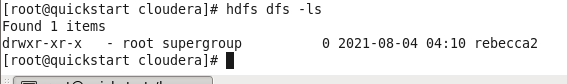 [root@quickstart cloudera]# hdfs dfs -ls
Found 1 items
drwxr-xr-x   - root supergroup          0 2021-08-04 04:10 rebecca2
[root@quickstart cloudera]#